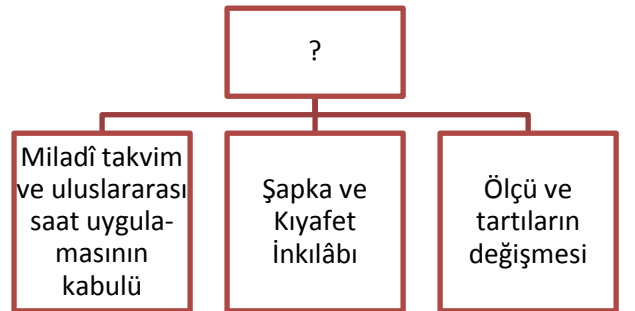 ?
Miladî takvim
ve uluslararası
saat uygula-
masının
kabulü
Şapka ve
Kıyafet
İnkılâbı
Ölçü ve
tartıların
değişmesi